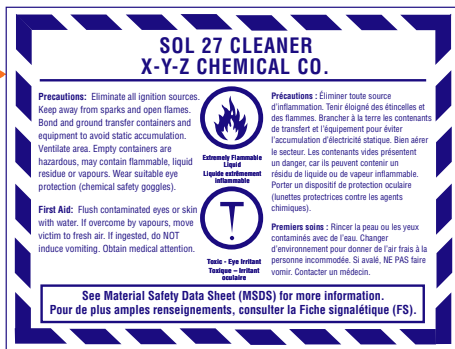 SOL 27 CLEANER
X-Y-Z CHEMICAL CO.
Precautions: Eliminate all ignition sources.
Keep away from sparks and open flames.
Bond and ground transfer containers and
equipment to avoid static accumulation.
Ventilate area. Empty containers are
hazardous, may contain flammable, liquid
residue or vapours. Wear suitable eye
protection (chemical safety goggles).
First Aid: Flush contaminated eyes or skin
with water. If overcome by vapours, move
victim to fresh air. If ingested, do NOT
induce vomiting. Obtain medical attention.
Extremely Flammable
Liquid
Liquide extrêmement
inflammable
T
Toxic - Eye Irritant
Toxique – Irritant
oculaire
Précautions : Éliminer toute source
d'inflammation. Tenir éloigné des étincelles et
des flammes. Brancher à la terre les contenants
de transfert et l'équipement pour éviter
l'accumulation d'électricité statique. Bien aérer
le secteur. Les contenants vides présentent
un danger, car ils peuvent contenir un
résidu de liquide ou de vapeur inflammable.
Porter un dispositif de protection oculaire
(lunettes protectrices contre les agents
chimiques).
Premiers soins : Rincer la peau ou les yeux
contaminés avec de l'eau. Changer
d'environnement pour donner de l'air frais à la
personne incommodée. Si avalé, NE PAS faire
vomir. Contacter un médecin.
See Material Safety Data Sheet (MSDS) for more information.
Pour de plus amples renseignements, consulter la Fiche signalétique (FS).